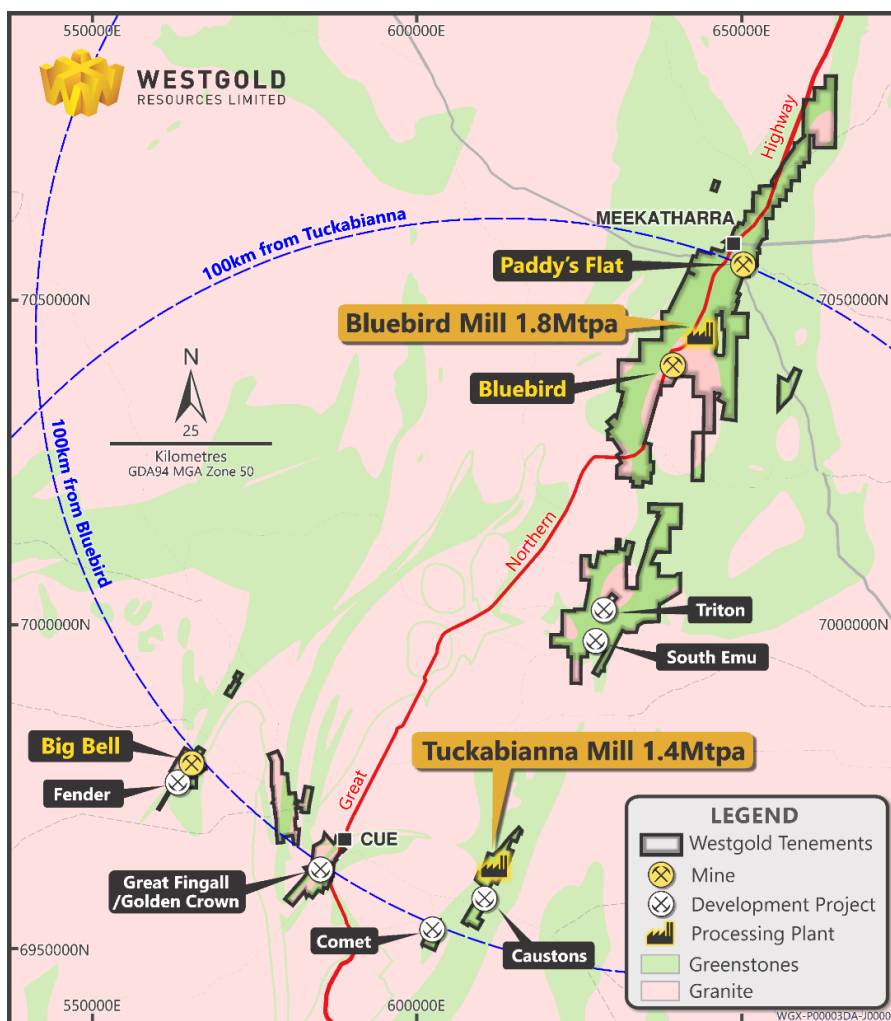 550000E
600000E
650000E
WESTGOLD
RESOURCES LIMITED
Highway
MEEKATHARRA
100km from Tuckabianna
Paddy's Flat
7050000N
7050000N
Bluebird Mill 1.8Mtpa
N
Bluebird
25
Kilometres
GDA94 MGA Zone 50
100km from Bluebird
Northern
Triton
7000000N
7000000N
South Emu
Big Bell
Tuckabianna Mill 1.4Mtpa
Fender
Great
CUE
Great Fingall
/Golden Crown
Comet
Caustons
6950000N
LEGEND
Westgold Tenements
Mine
Development Project
Processing Plant
Greenstones
Granite
550000E
600000E
WGX-P00003DA-J0000